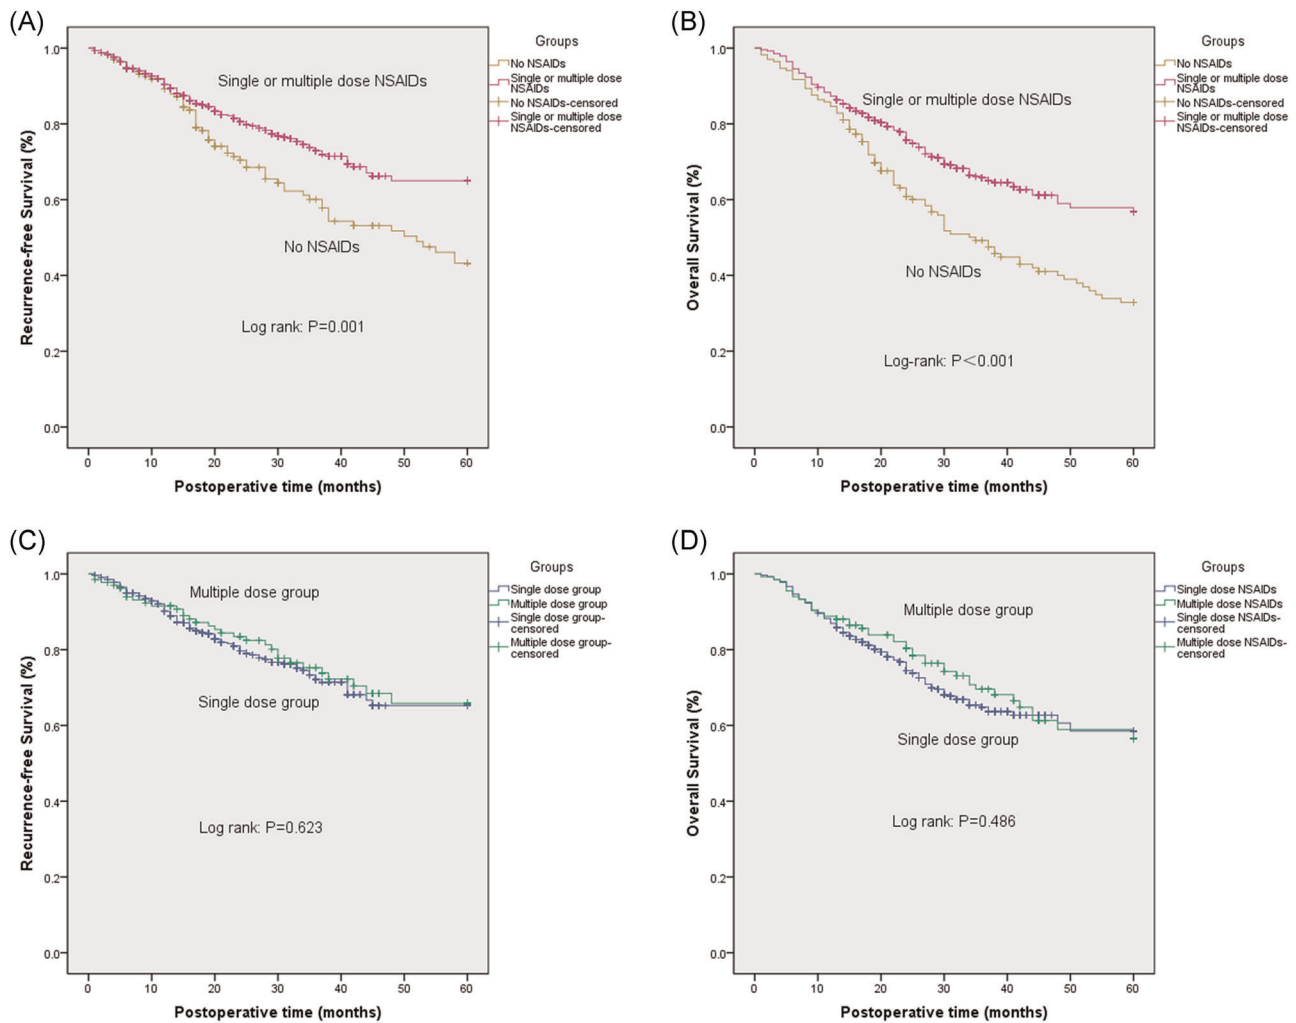 (A)
Groups
No NSAIDs
Single or multiple dose
NSAIDs
No NSAIDs-censored
Single or multiple dose
NSAIDs-censored
Single or multiple dose NSAIDs
No NSAIDs
Log rank: P=0.001
Recurrence-free Survival (%)
1.0
0.8
0.6
0.4
0.2
0.0
0 10 20 30 40 50 60
Postoperative time (months)
(B)
Groups
No NSAIDs
Single or multiple dose
NSAIDs
No NSAIDs-censored
Single or multiple dose
NSAIDs-censored
Single or multiple dose NSAIDs
No NSAIDs
Log-rank: P<0.001
Overall Survival (%)
1.0
0.8
0.6
0.4
0.2
0.0
0 10 20 30 40 50 60
Postoperative time (months)
(C)
Groups
Single dose group
Multiple dose group
Single dose group-
censored
Multiple dose group-
censored
Multiple dose group
Single dose group
Log rank: P=0.623
Recurrence-free Survival (%)
1.0
0.8
0.6
0.4
0.2
0.0
0 10 20 30 40 50 60
Postoperative time (months)
(D)
Groups
Single dose NSAIDs
Multiple dose NSAIDs
Single dose NSAIDs-
censored
Multiple dose NSAIDs-
censored
Multiple dose group
Single dose group
Log rank: P=0.486
Overall Survival (%)
1.0
0.8
0.6
0.4
0.2
0.0
0 10 20 30 40 50 60
Postoperative time (months)